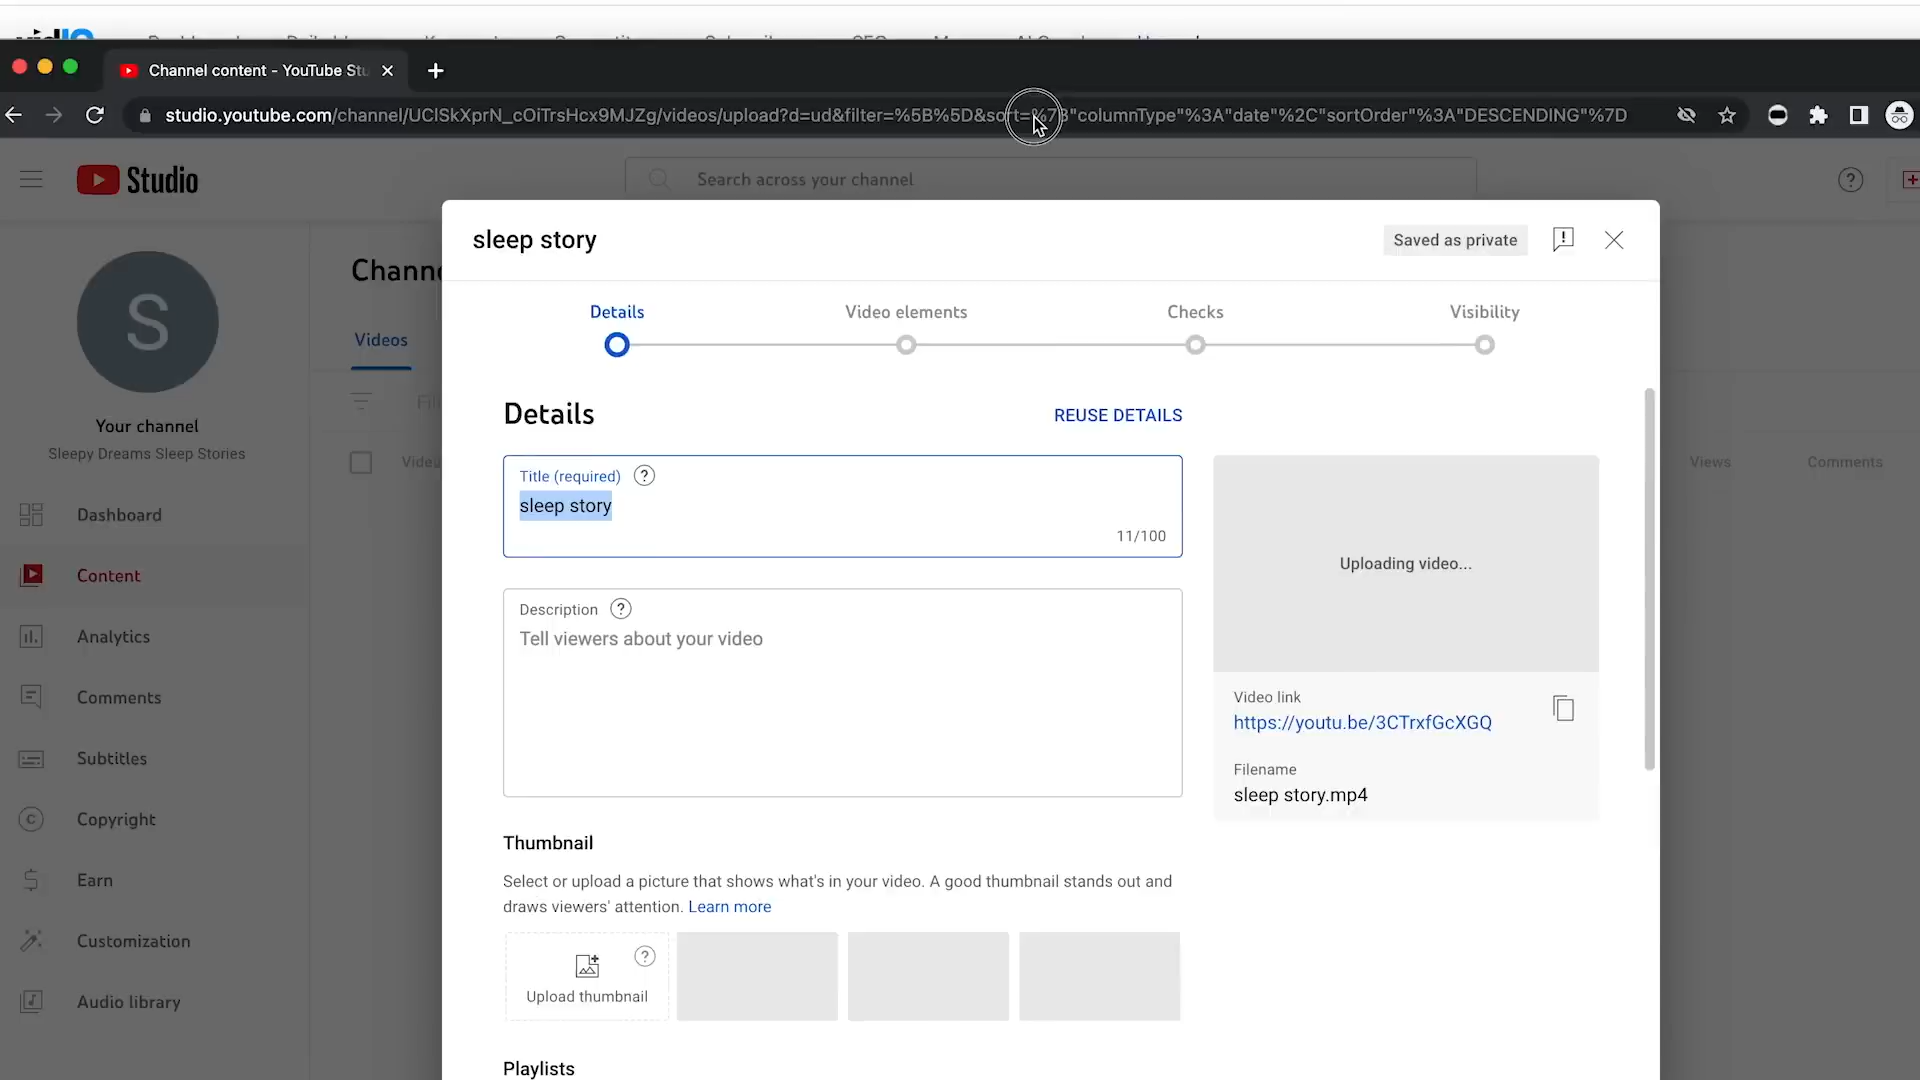 Channel content - YouTube Stu
studio.youtube.com/channel/UClSkXprN_cOiTrsHcx9MJZg/videos/upload?d=ud&filter=%5B%5D&sort=%7B"columnType"%3A"date"%2C"sortOrder"%3A"DESCENDING"%7D
Studio
Search across your channel
sleep story
Saved as private
Details
Video elements
Checks
Visibility
S
Your channel
Sleepy Dreams Sleep Stories
Dashboard
Content
Analytics
Comments
Subtitles
Copyright
Earn
Customization
Audio library
Channe
Videos
Fil
Videu
Views
Comments
Details
REUSE DETAILS
Title (required)
sleep story
11/100
Description
Tell viewers about your video
Uploading video...
Video link
https://youtu.be/3CTrxfGcXGQ
Filename
sleep story.mp4
Thumbnail
Select or upload a picture that shows what's in your video. A good thumbnail stands out and
draws viewers' attention. Learn more
Upload thumbnail
Playlists